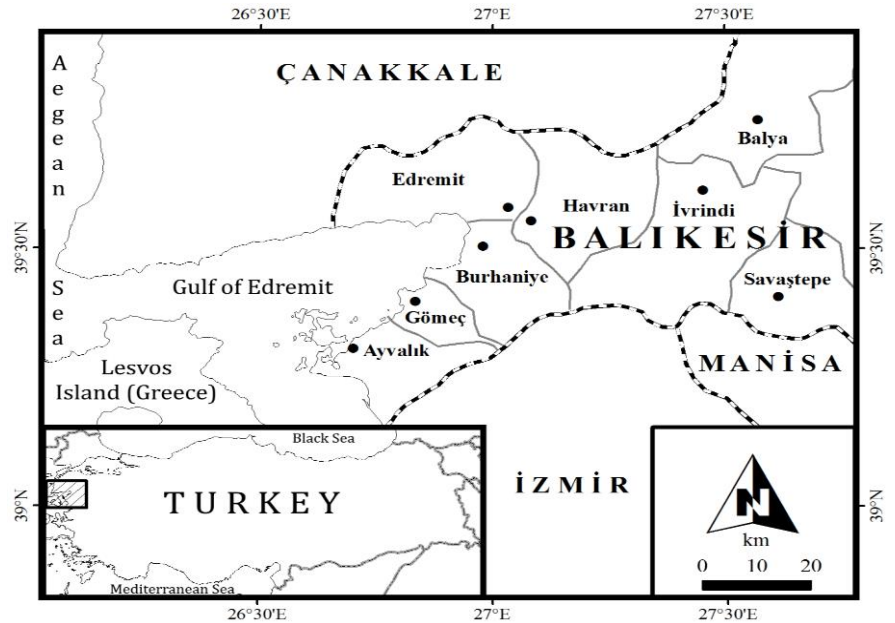 26°30'E
27°E
27°30'E
Aegean
Sea
ÇANAKKALE
Balya
Edremit
Havran
İvrindi
39°30'N
39°30'N
BALIKESİR
Burhaniye
Gulf of Edremit
Savaştepe
Gömeç
Ayvalık
MANİSA
Lesvos
Island (Greece)
Black Sea
TURKEY
Mediterranean Sea
İZMİR
N
km
0 10 20
39°N
39°N
26°30'E
27°E
27°30'E